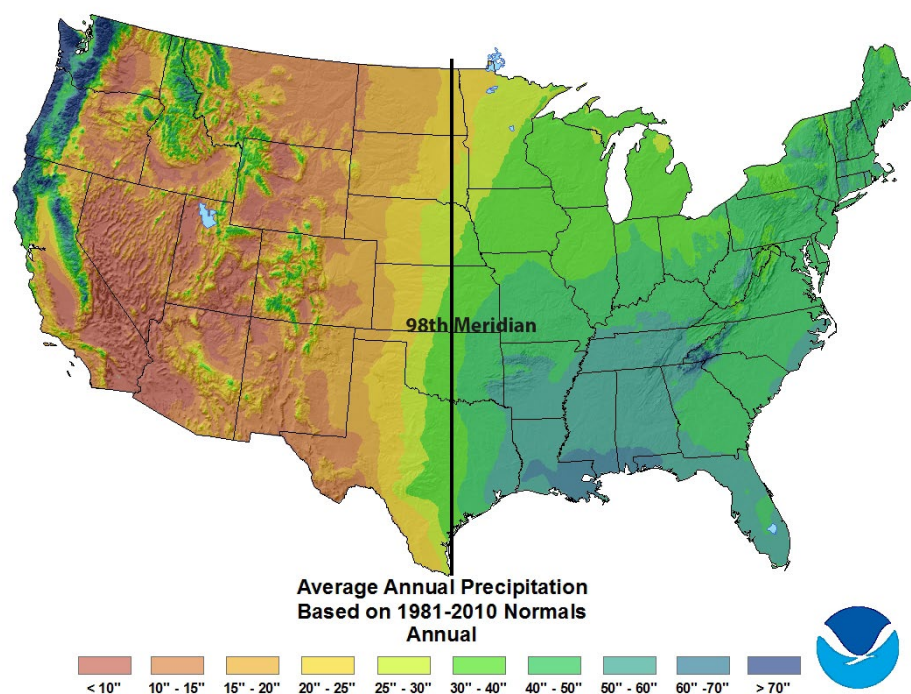 98th Meridian
Average Annual Precipitation
Based on 1981-2010 Normals
Annual
< 10" 10" - 15" 15" - 20" 20" - 25" 25" - 30" 30" - 40" 40" - 50" 50" - 60" 60" -70" > 70"